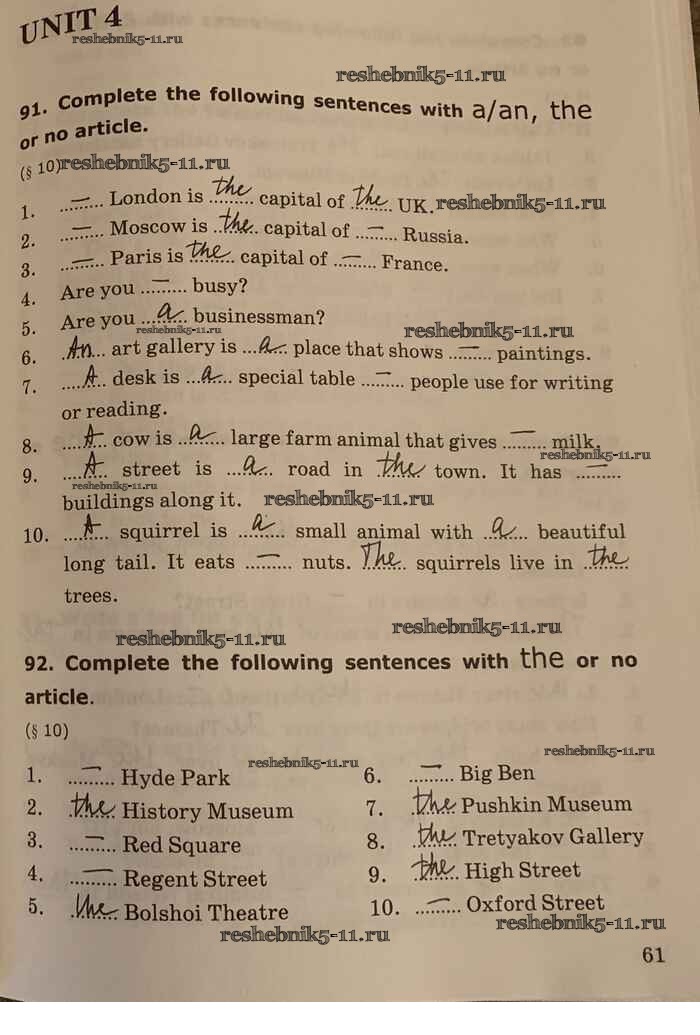 UNIT 4
reshebnik5-11.ru
reshebnik5-11.ru
91. Complete the following sentences with a/an, the
or no article.
(§ 10) reshebnik5-11.ru
1. ...—... London is ...the... capital of ...the... UK. reshebnik5-11.ru
2. ...—... Moscow is ...the... capital of ...—... Russia.
3. ...—... Paris is ...the... capital of ...—... France.
4. Are you ...—... busy?
5. Are you ...a... businessman?
reshebnik5-11.ru reshebnik5-11.ru
6. ...An... art gallery is ...a... place that shows ...—... paintings.
7. ...A... desk is ...a... special table ...—... people use for writing
or reading.
8. ...A... cow is ...a... large farm animal that gives ...—... milk.
reshebnik5-11.ru
9. ...A... street is ...a... road in ...the... town. It has ...—...
reshebnik5-11.ru
buildings along it. reshebnik5-11.ru
10. ...A... squirrel is ...a... small animal with ...a... beautiful
long tail. It eats ...—... nuts. ...The... squirrels live in ...the...
trees.
reshebnik5-11.ru reshebnik5-11.ru
92. Complete the following sentences with the or no
article.
(§ 10)
reshebnik5-11.ru reshebnik5-11.ru
1. ...—... Hyde Park 6. ...—... Big Ben
2. ...the... History Museum 7. ...the... Pushkin Museum
3. ...—... Red Square 8. ...the... Tretyakov Gallery
4. ...—... Regent Street 9. ...the... High Street
5. ...the... Bolshoi Theatre 10. ...—... Oxford Street
reshebnik5-11.ru reshebnik5-11.ru
61